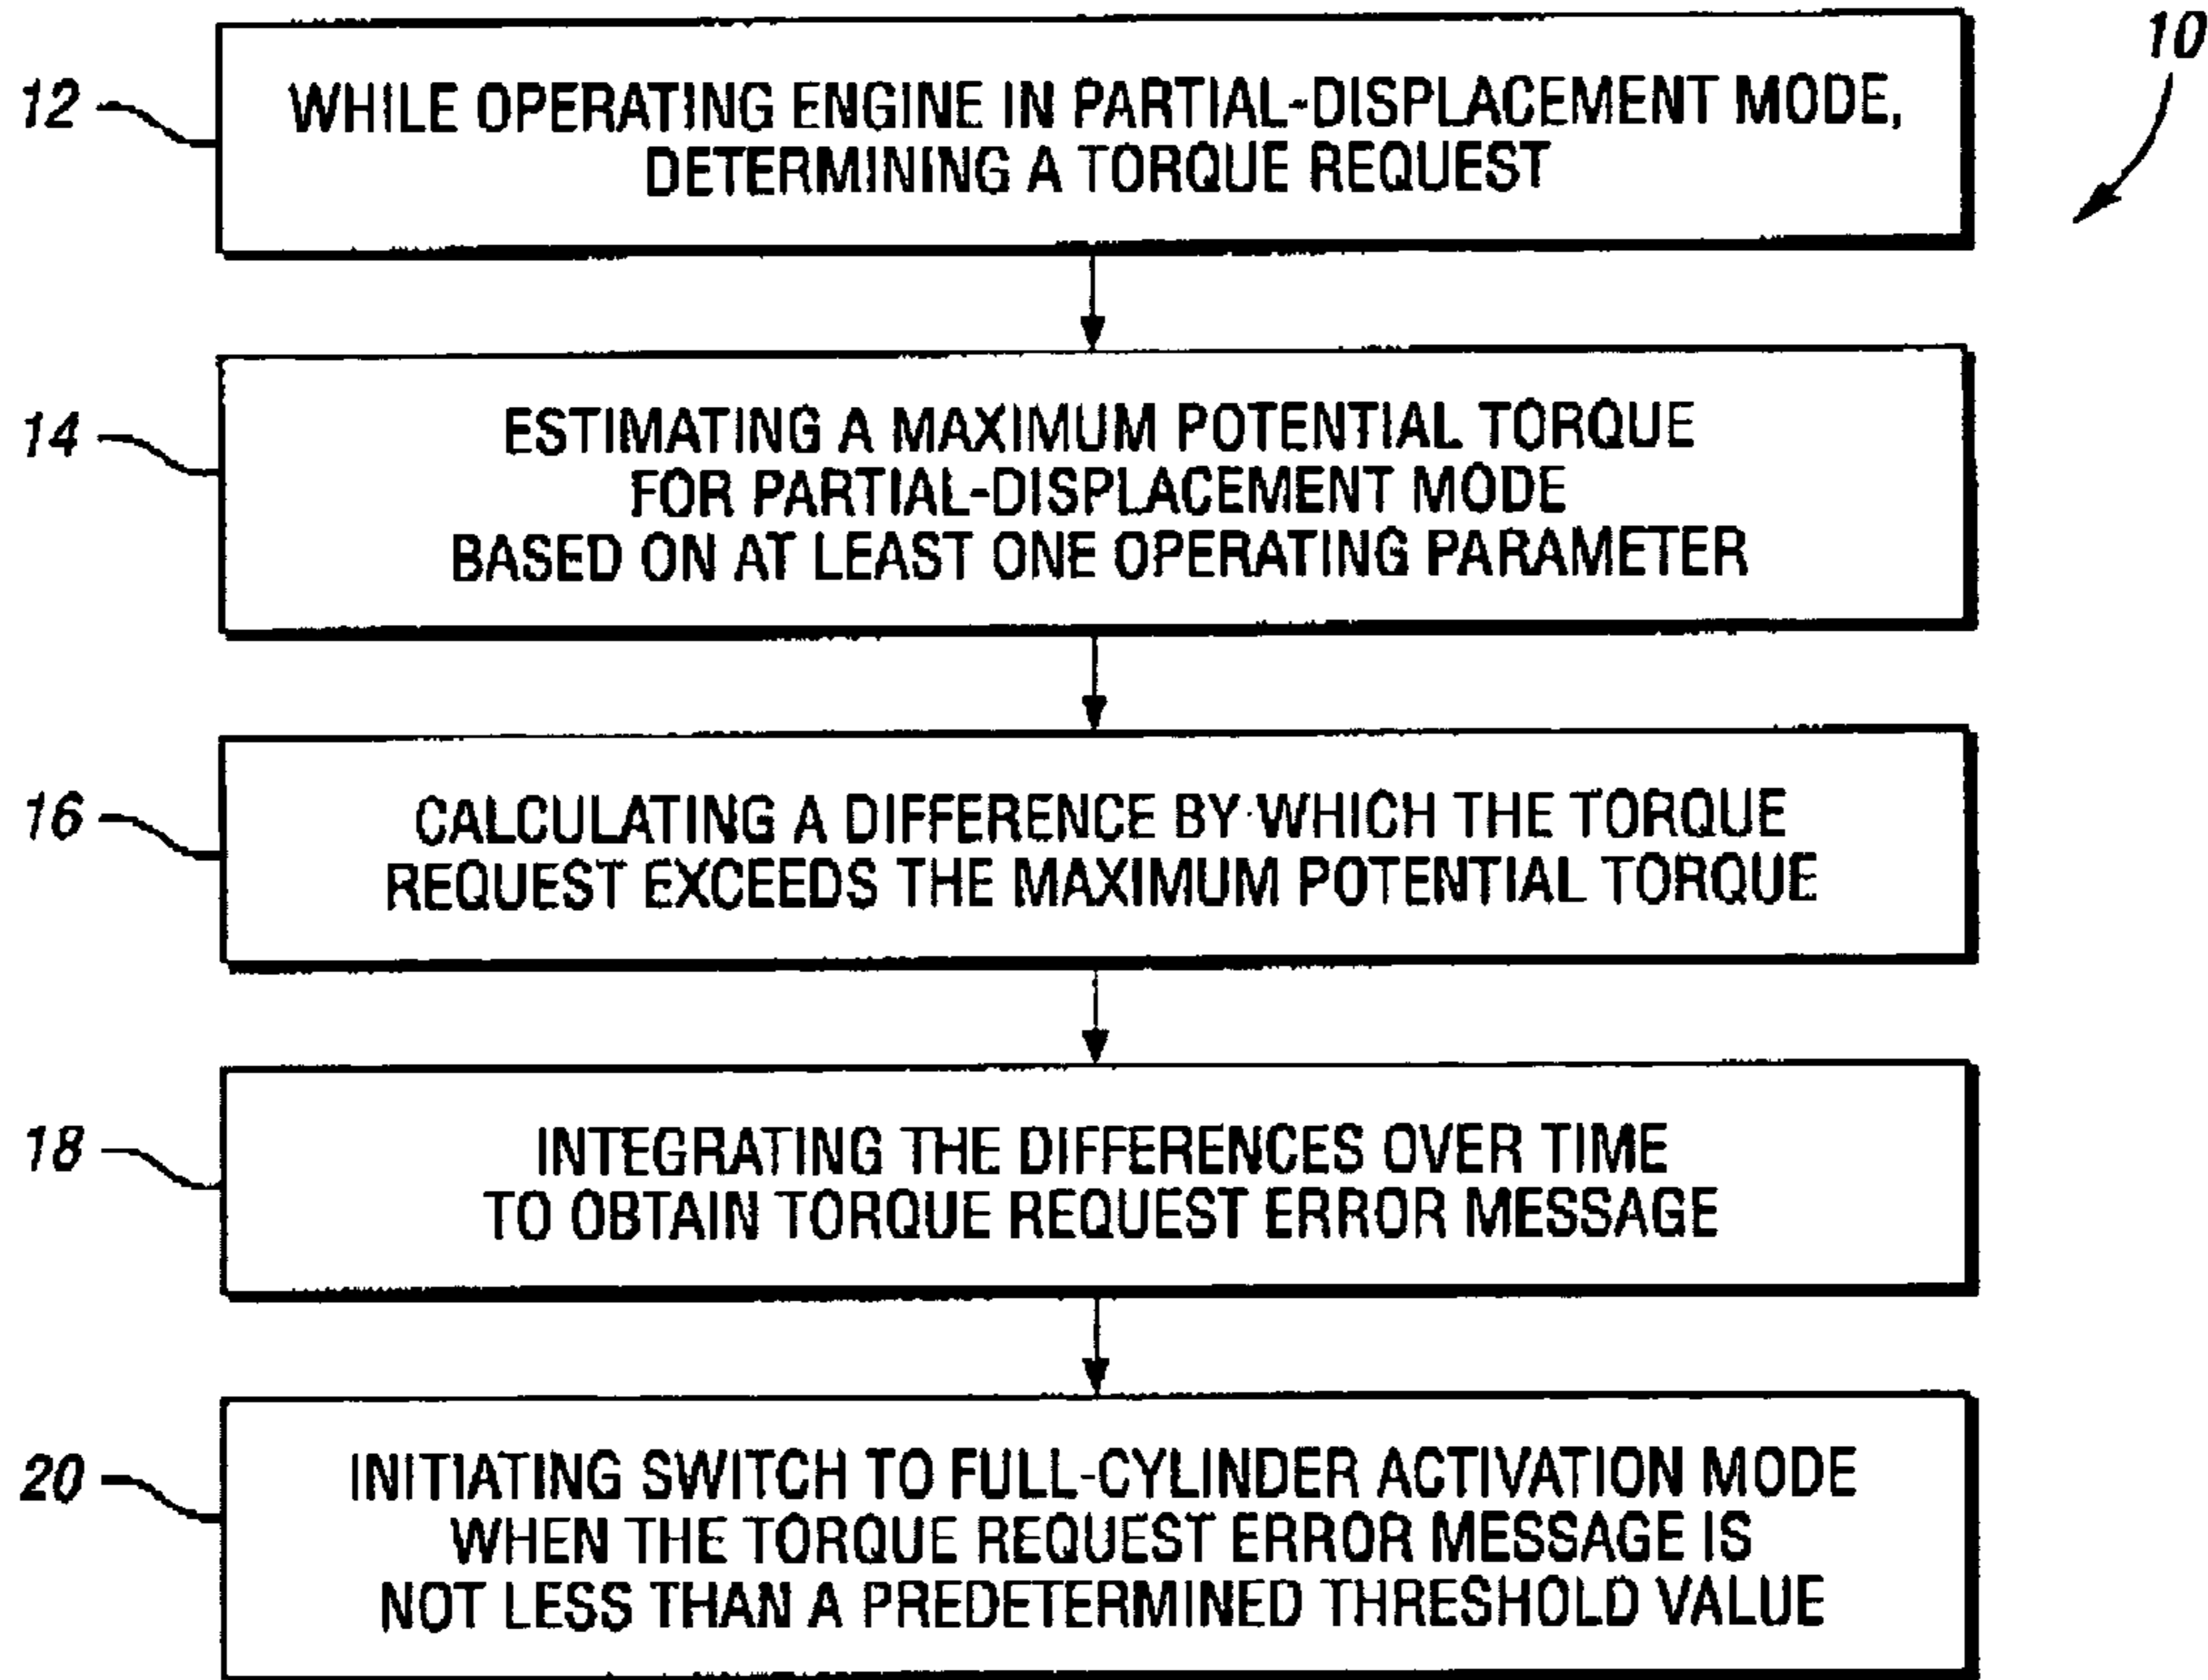 10
12
WHILE OPERATING ENGINE IN PARTIAL-DISPLACEMENT MODE,
DETERMINING A TORQUE REQUEST
14
ESTIMATING A MAXIMUM POTENTIAL TORQUE
FOR PARTIAL-DISPLACEMENT MODE
BASED ON AT LEAST ONE OPERATING PARAMETER
16
CALCULATING A DIFFERENCE BY WHICH THE TORQUE
REQUEST EXCEEDS THE MAXIMUM POTENTIAL TORQUE
18
INTEGRATING THE DIFFERENCES OVER TIME
TO OBTAIN TORQUE REQUEST ERROR MESSAGE
20
INITIATING SWITCH TO FULL-CYLINDER ACTIVATION MODE
WHEN THE TORQUE REQUEST ERROR MESSAGE IS
NOT LESS THAN A PREDETERMINED THRESHOLD VALUE